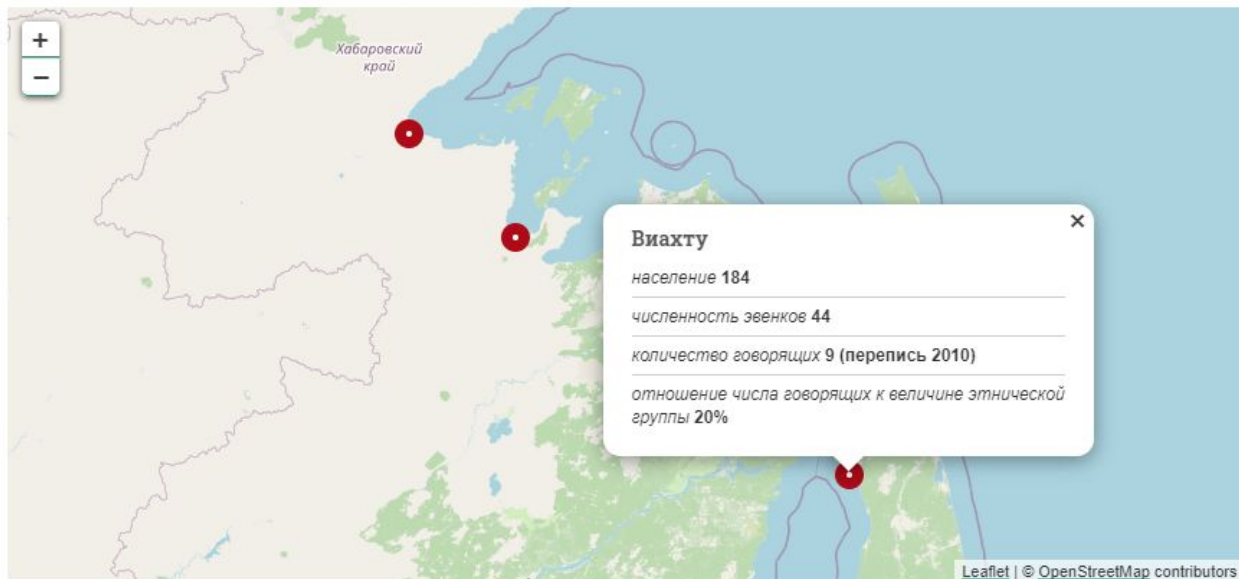 +
−
Хабаровский
край
×
Виахту
население 184
численность эвенков 44
количество говорящих 9 (перепись 2010)
отношение числа говорящих к величине этнической
группы 20%
Leaflet | © OpenStreetMap contributors